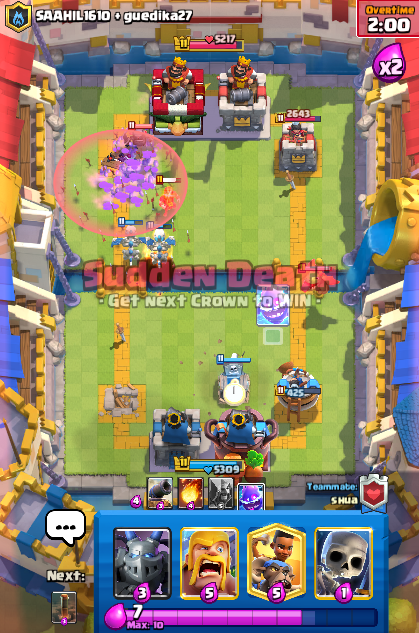 SAAHIL1610 + guedika27
OVERTIME
2:00
5217
x2
2643
Sudden Death
Get next Crown to WIN
425
5309
Teammate:
shua
4
...
Next:
3
5
5
1
7
Max: 10